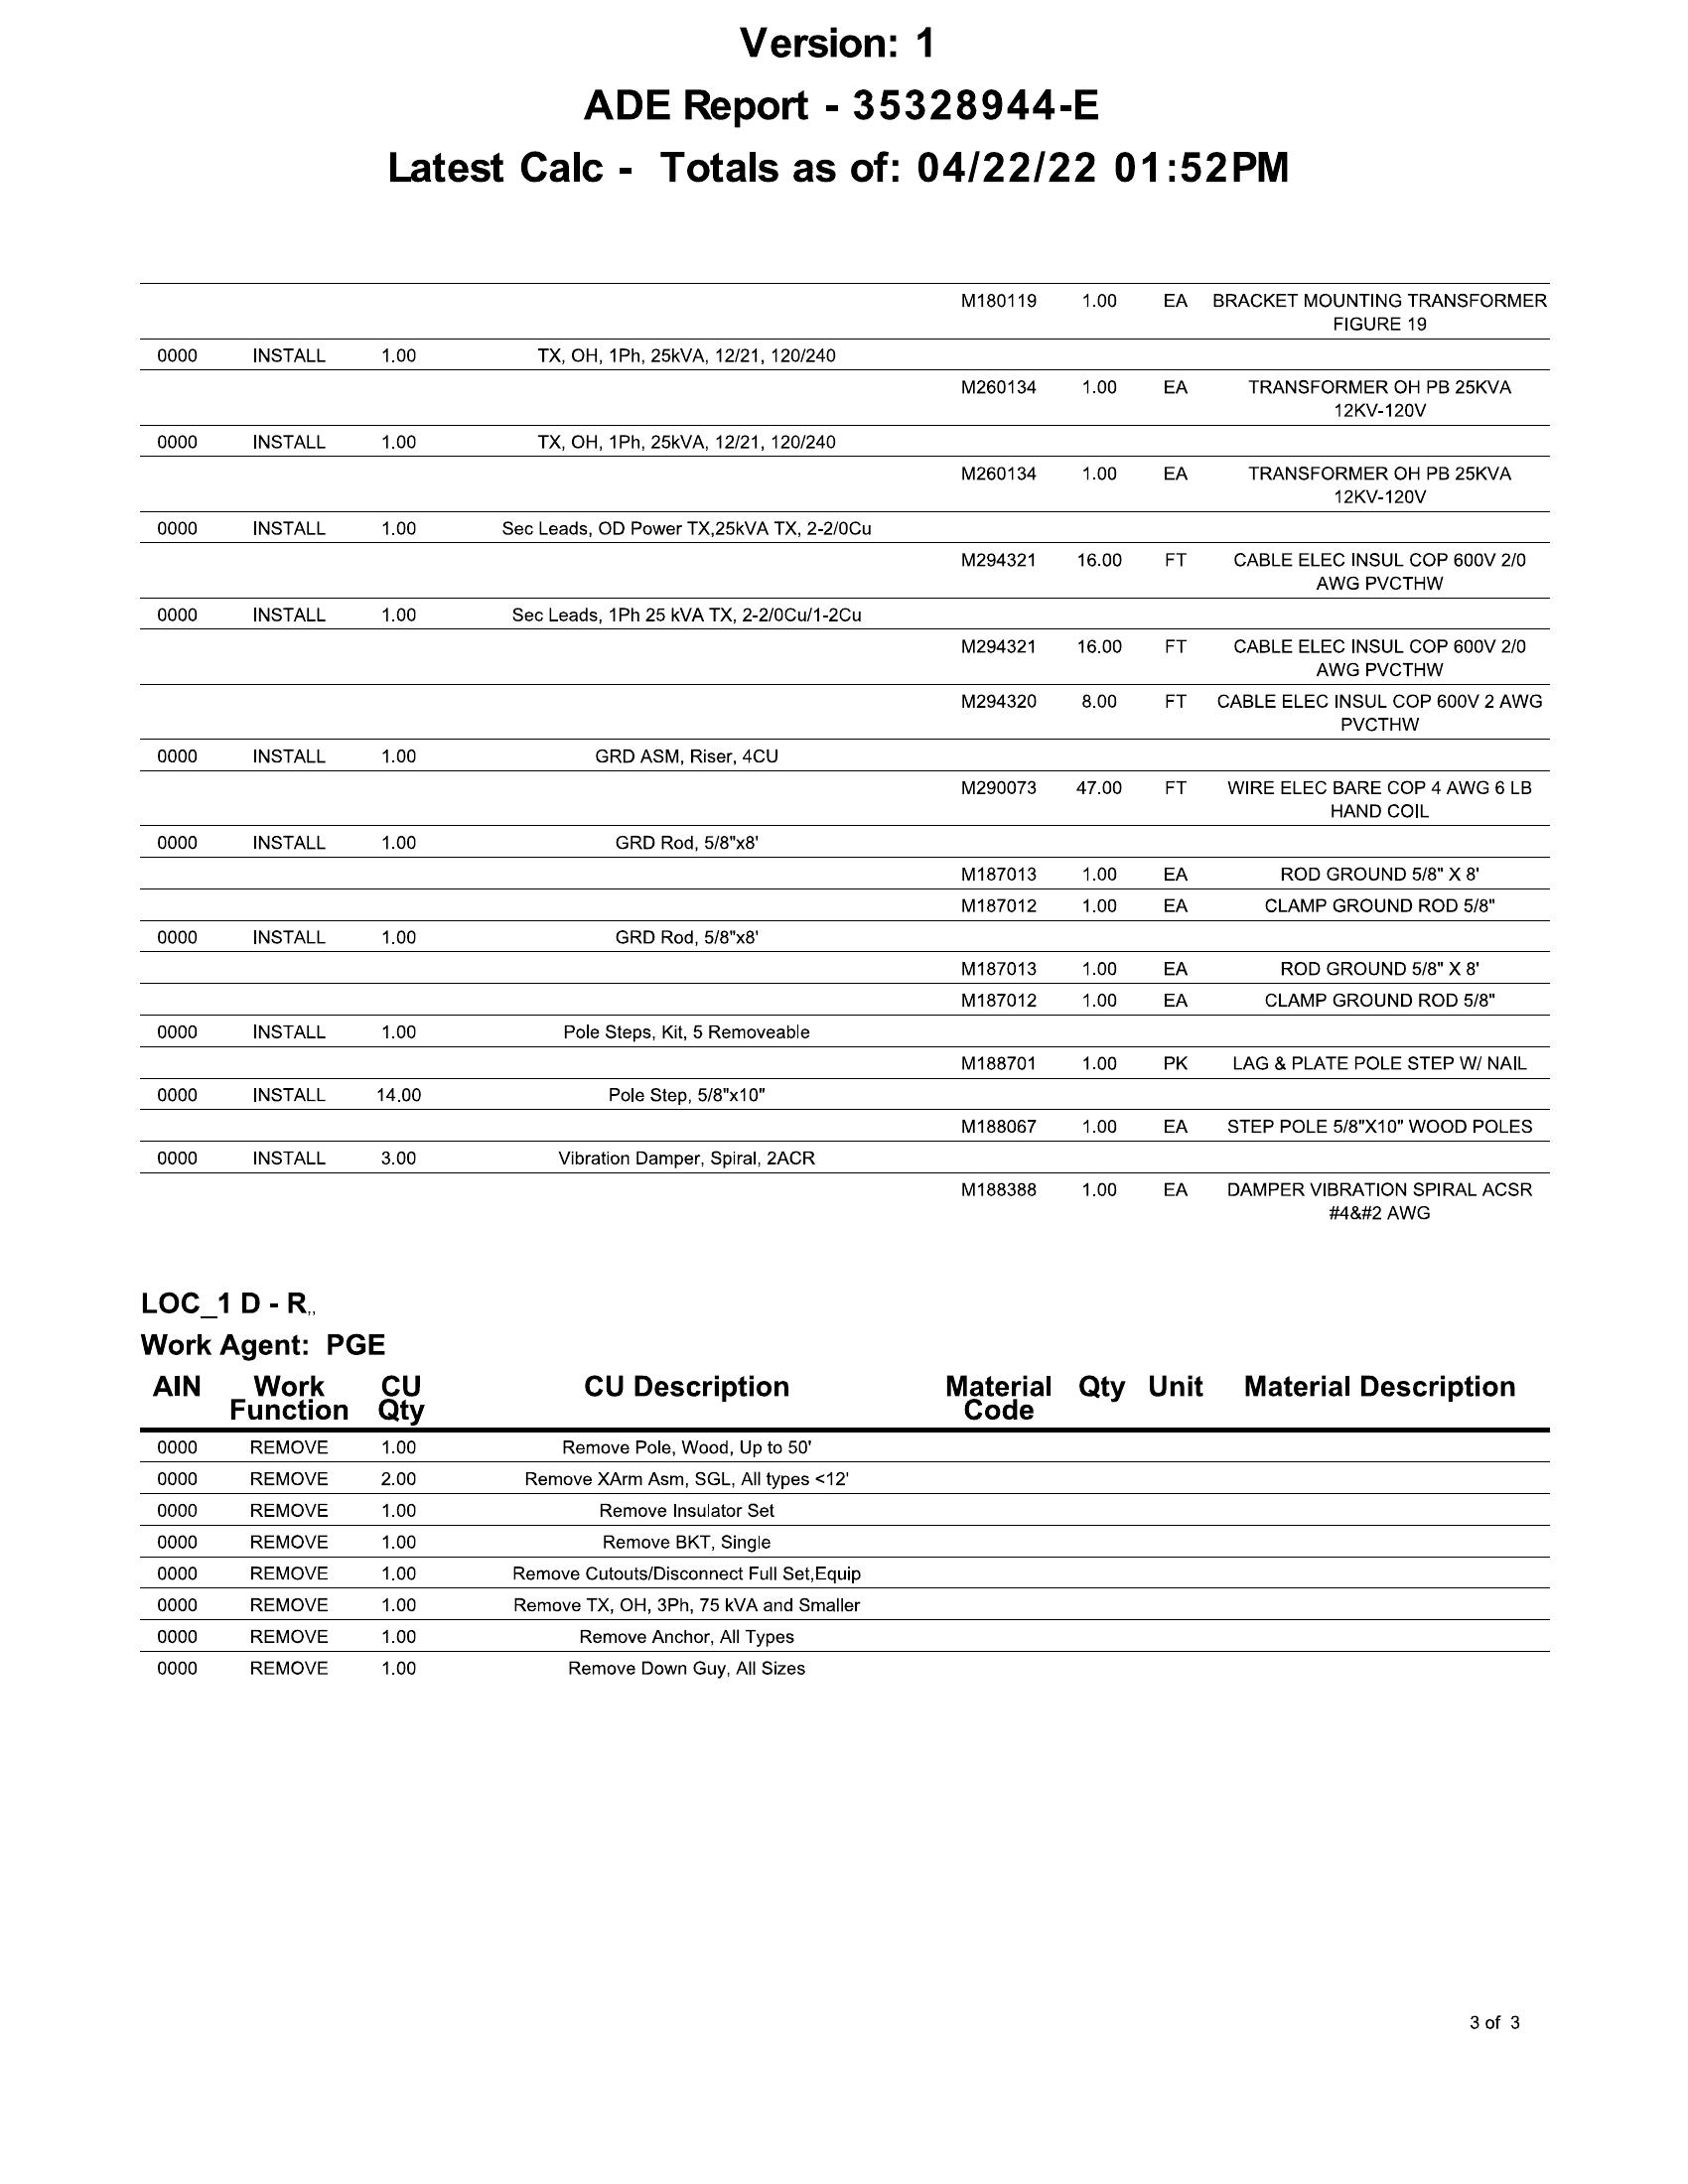 Version: 1
ADE Report - 35328944-E
Latest Calc - Totals as of: 04/22/22 01:52PM
M180119 1.00 EA BRACKET MOUNTING TRANSFORMER
FIGURE 19
0000 INSTALL 1.00 TX, OH, 1Ph, 25kVA, 12/21, 120/240
M260134 1.00 EA TRANSFORMER OH PB 25KVA
12KV-120V
0000 INSTALL 1.00 TX, OH, 1Ph, 25kVA, 12/21, 120/240
M260134 1.00 EA TRANSFORMER OH PB 25KVA
12KV-120V
0000 INSTALL 1.00 Sec Leads, OD Power TX,25kVA TX, 2-2/0Cu
M294321 16.00 FT CABLE ELEC INSUL COP 600V 2/0
AWG PVCTHW
0000 INSTALL 1.00 Sec Leads, 1Ph 25 kVA TX, 2-2/0Cu/1-2Cu
M294321 16.00 FT CABLE ELEC INSUL COP 600V 2/0
AWG PVCTHW
M294320 8.00 FT CABLE ELEC INSUL COP 600V 2 AWG
PVCTHW
0000 INSTALL 1.00 GRD ASM, Riser, 4CU
M290073 47.00 FT WIRE ELEC BARE COP 4 AWG 6 LB
HAND COIL
0000 INSTALL 1.00 GRD Rod, 5/8"x8'
M187013 1.00 EA ROD GROUND 5/8" X 8'
M187012 1.00 EA CLAMP GROUND ROD 5/8"
0000 INSTALL 1.00 GRD Rod, 5/8"x8'
M187013 1.00 EA ROD GROUND 5/8" X 8'
M187012 1.00 EA CLAMP GROUND ROD 5/8"
0000 INSTALL 1.00 Pole Steps, Kit, 5 Removeable
M188701 1.00 PK LAG & PLATE POLE STEP W/ NAIL
0000 INSTALL 14.00 Pole Step, 5/8"x10"
M188067 1.00 EA STEP POLE 5/8"X10" WOOD POLES
0000 INSTALL 3.00 Vibration Damper, Spiral, 2ACR
M188388 1.00 EA DAMPER VIBRATION SPIRAL ACSR
#4&#2 AWG
LOC_1 D - R,,
Work Agent: PGE
AIN Work CU CU Description Material Qty Unit Material Description
Function Qty Code
0000 REMOVE 1.00 Remove Pole, Wood, Up to 50'
0000 REMOVE 2.00 Remove XArm Asm, SGL, All types <12'
0000 REMOVE 1.00 Remove Insulator Set
0000 REMOVE 1.00 Remove BKT, Single
0000 REMOVE 1.00 Remove Cutouts/Disconnect Full Set,Equip
0000 REMOVE 1.00 Remove TX, OH, 3Ph, 75 kVA and Smaller
0000 REMOVE 1.00 Remove Anchor, All Types
0000 REMOVE 1.00 Remove Down Guy, All Sizes
3 of 3